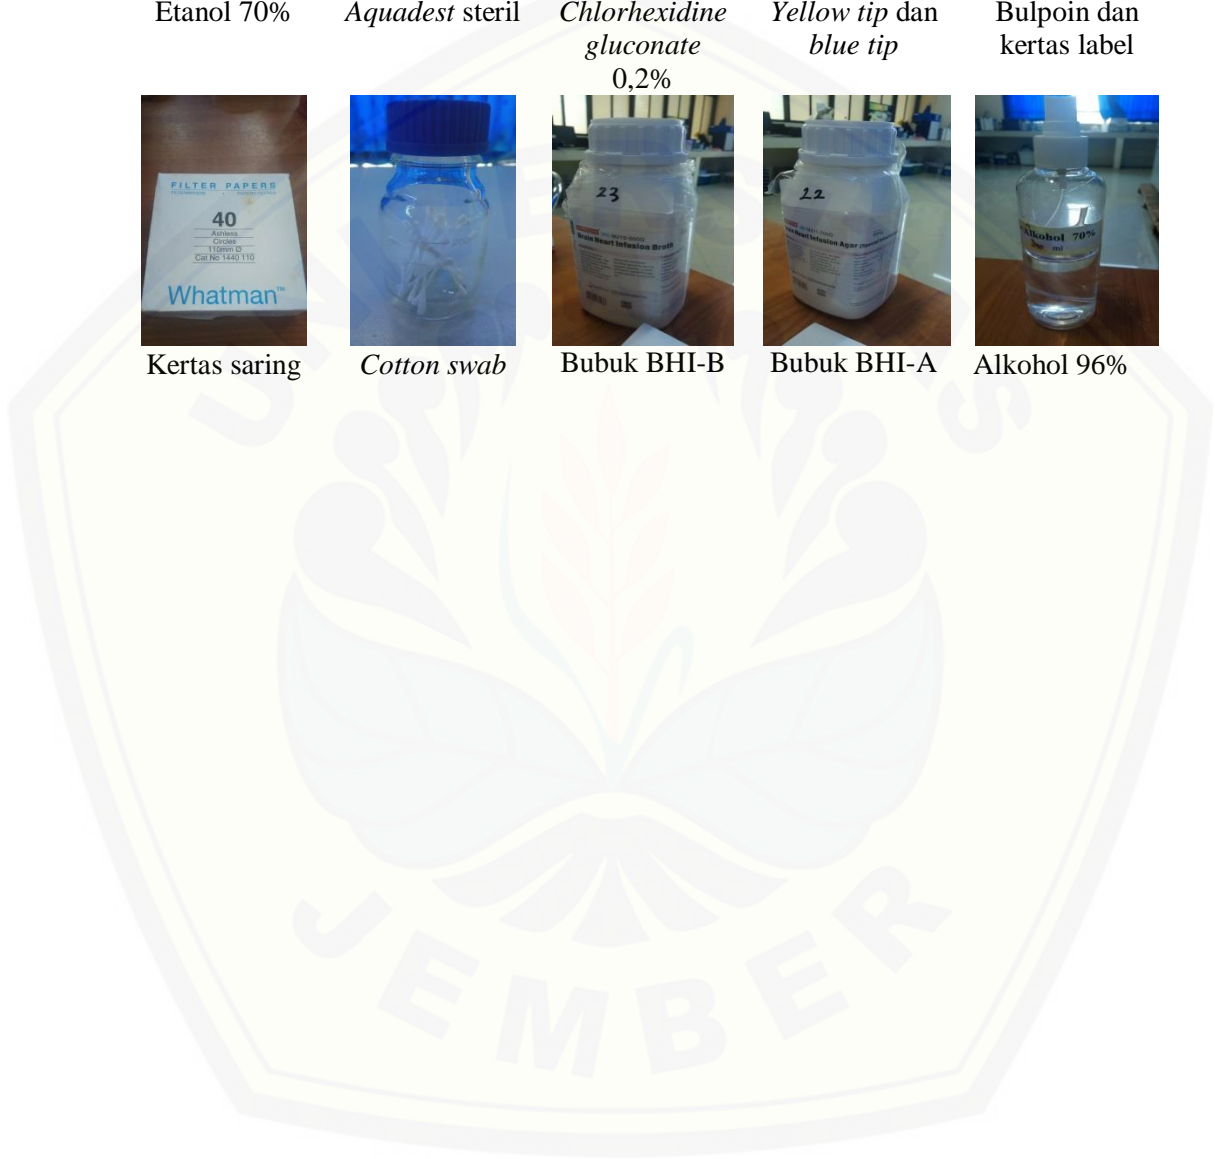 Etanol 70%
Aquadest steril
Chlorhexidine
gluconate
0,2%
Yellow tip dan
blue tip
Bulpoin dan
kertas label
FILTER PAPERS
40
Ashless
Circles
110mm Ø
Cat No 1440 110
Whatman™
23
Brain Heart Infusion Broth
22
Heart Infusion Agar
Alkohol 70%
ml
Kertas saring
Cotton swab
Bubuk BHI-B
Bubuk BHI-A
Alkohol 96%
JEMBER